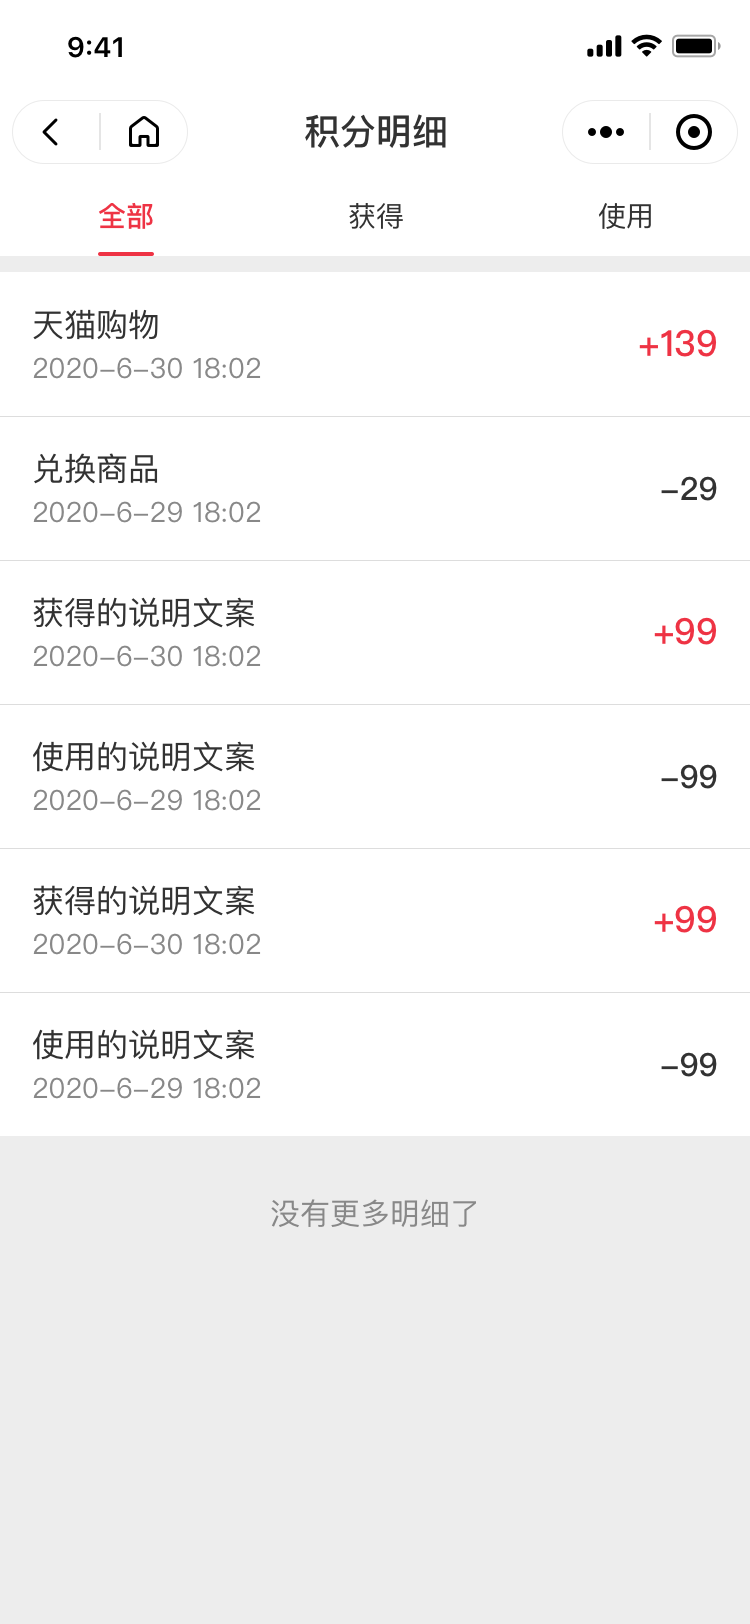 9:41
积分明细
全部 获得 使用
天猫购物
2020-6-30 18:02
+139
兑换商品
2020-6-29 18:02
-29
获得的说明文案
2020-6-30 18:02
+99
使用的说明文案
2020-6-29 18:02
-99
获得的说明文案
2020-6-30 18:02
+99
使用的说明文案
2020-6-29 18:02
-99
没有更多明细了